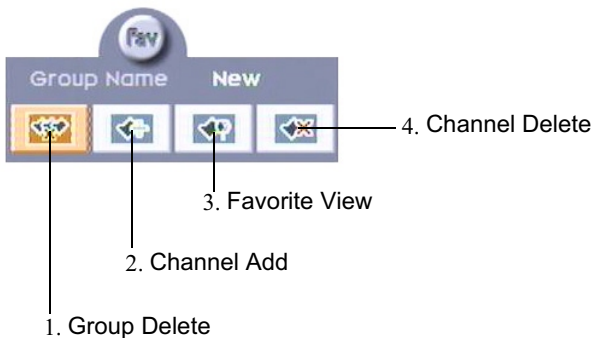 Fav
Group Name New
4. Channel Delete
3. Favorite View
2. Channel Add
1. Group Delete